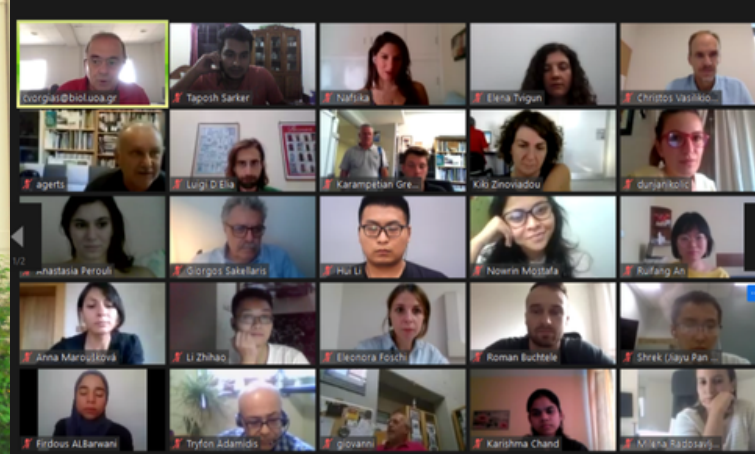 cvorgias@biol.uoa.gr
Taposh Sarker
Nafsika
Elena Tvigun
Christos Vasilikio...
agerts
Luigi D Elia
Karampetian Gre...
Kiki Zinoviadou
dunjanikolic
1/2
Anastasia Perouli
Giorgos Sakellaris
Hui Li
Nowrin Mostafa
Ruifang An
Anna Maroušková
Li Zhihao
Eleonora Foschi
Roman Buchtele
Shrek (Jiayu Pan ...
Firdous ALBarwani
Tryfon Adamidis
giovanni
Karishma Chand
Milena Radosavlj...